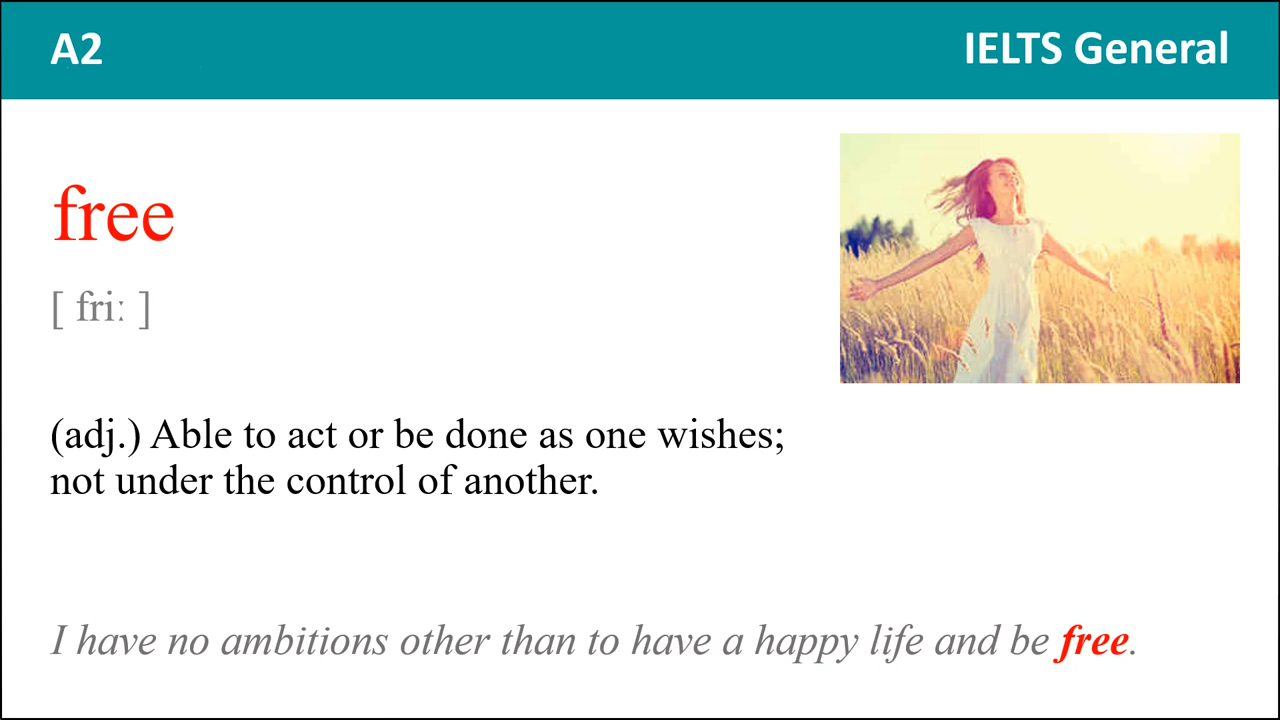 A2
IELTS General
free
[ friː ]
(adj.) Able to act or be done as one wishes;
not under the control of another.
I have no ambitions other than to have a happy life and be free.